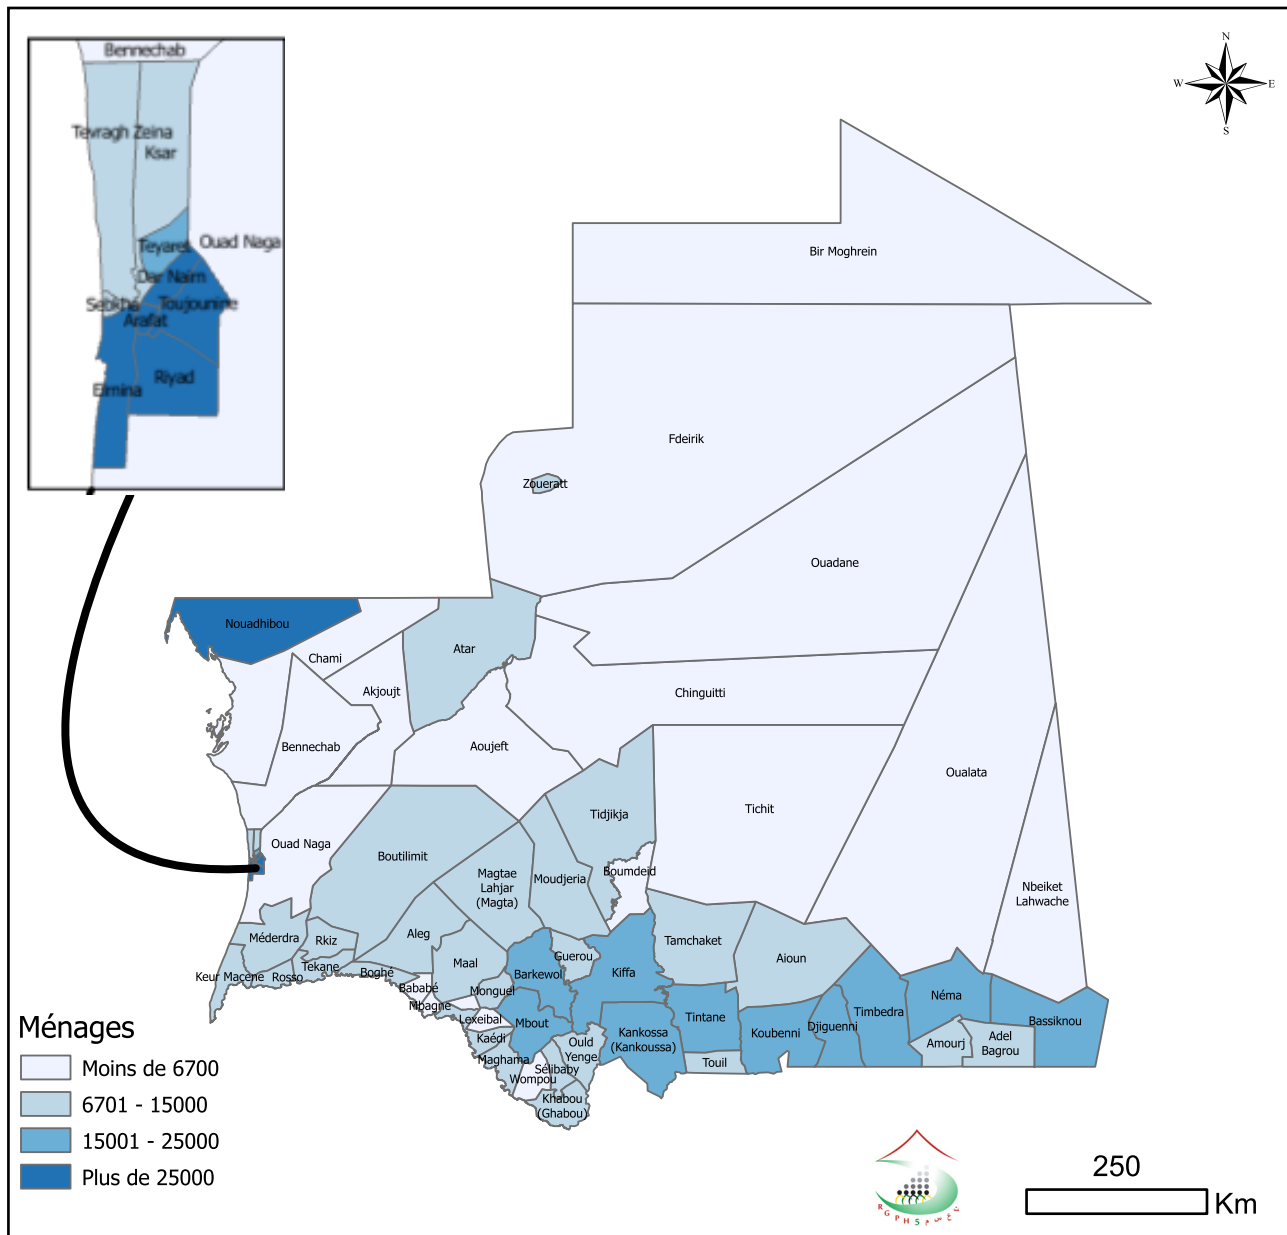 Bennechab
Tevragh Zeina
Ksar
Teyaret
Ouad Naga
Dar Naim
Sebkha
Toujounine
Arafat
Riyad
Elmina
N
W
E
S
Bir Moghrein
Fdeirik
Zoueratt
Ouadane
Nouadhibou
Atar
Chami
Akjoujt
Chinguitti
Bennechab
Aoujeft
Oualata
Tichit
Tidjikja
Ouad Naga
Boutilimit
Boumdeid
Magtae
Lahjar
(Magta)
Moudjeria
Nbeiket
Lahwache
Méderdra
Rkiz
Aleg
Tamchaket
Aioun
Guerou
Keur Macene
Rosso
Tekane
Boghé
Maal
Barkewol
Kiffa
Bababé
Monguel
Néma
Mbagne
Lexeibal
Mbout
Tintane
Timbedra
Bassiknou
Djiguenni
Koubenni
Kankossa
(Kankoussa)
Kaédi
Ould
Yenge
Amourj
Adel
Bagrou
Maghama
Sélibaby
Touil
Wompou
Khabou
(Ghabou)
Ménages
Moins de 6700
6701 - 15000
15001 - 25000
Plus de 25000
250
Km
R G P H 5